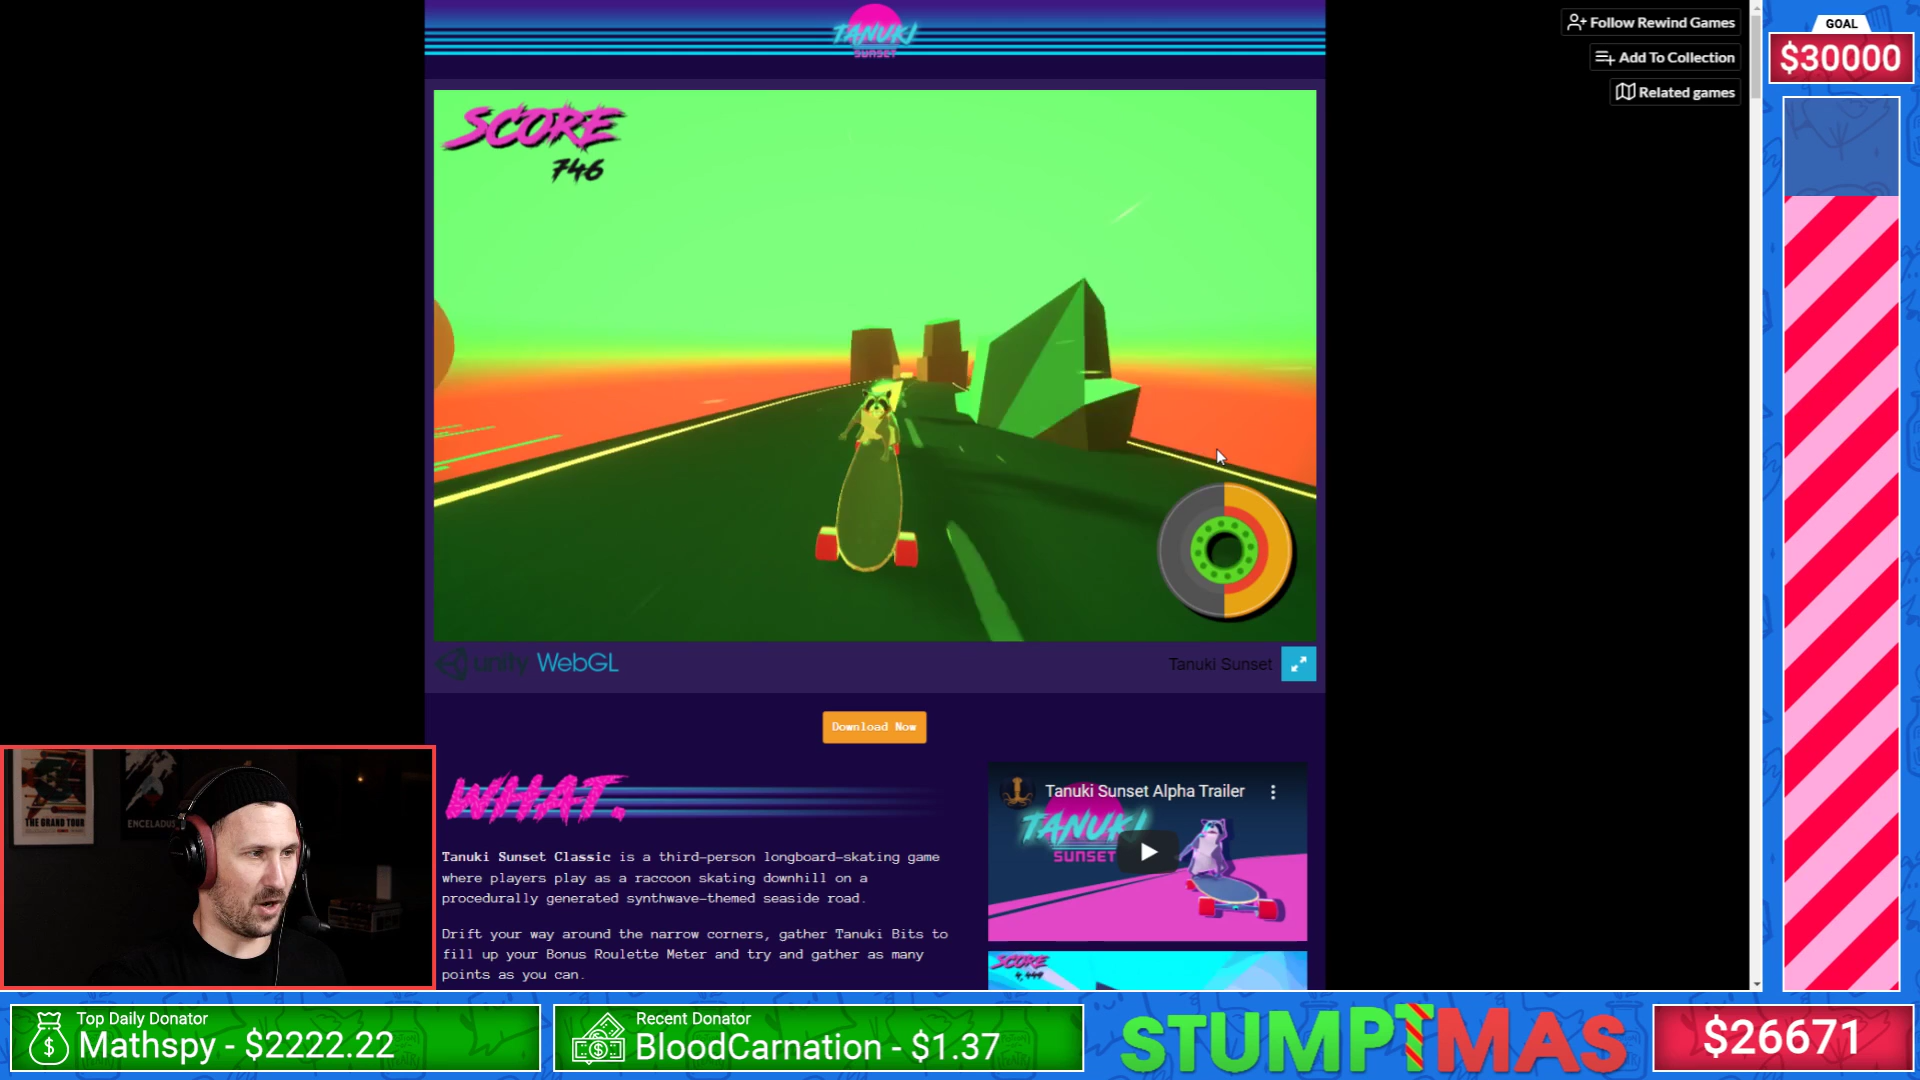 TANUKI
SUNSET
Follow Rewind Games
Add To Collection
Related games
GOAL
$30000
SCORE
746
unity WebGL
Tanuki Sunset
Download Now
WHAT.
Tanuki Sunset Classic is a third-person longboard-skating game
where players play as a raccoon skating downhill on a
procedurally generated synthwave-themed seaside road.
Drift your way around the narrow corners, gather Tanuki Bits to
fill up your Bonus Roulette Meter and try and gather as many
points as you can.
Tanuki Sunset Alpha Trailer
TANUKI
SUNSET
SCORE
THE GRAND TOUR
ENCELADUS
Top Daily Donator
Mathspy - $2222.22
Recent Donator
BloodCarnation - $1.37
STUMPTMAS
$26671